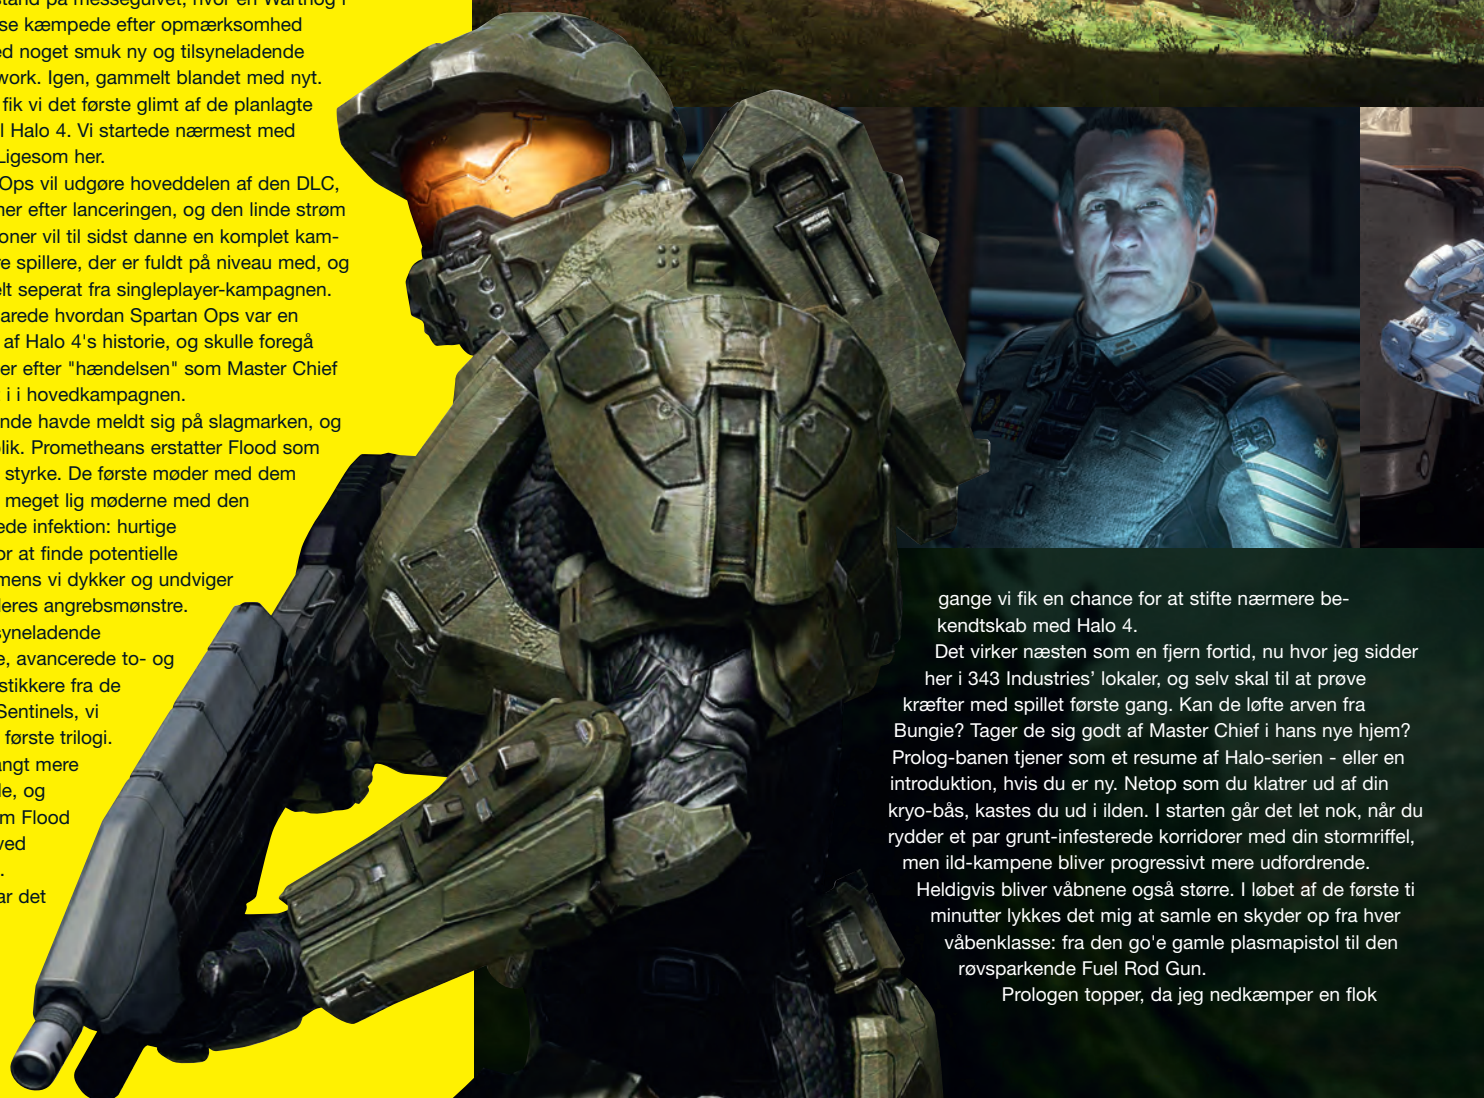 stand på messegulvet, hvor en Warthog i
se kæmpede efter opmærksomhed
ed noget smuk ny og tilsyneladende
work. Igen, gammelt blandet med nyt.
fik vi det første glimt af de planlagte
l Halo 4. Vi startede nærmest med
Ligesom her.
Ops vil udgøre hoveddelen af den DLC,
ner efter lanceringen, og den linde strøm
oner vil til sidst danne en komplet kam-
e spillere, der er fuldt på niveau med, og
elt seperat fra singleplayer-kampagnen.
arede hvordan Spartan Ops var en
af Halo 4's historie, og skulle foregå
er efter "hændelsen" som Master Chief
i i hovedkampagnen.
nde havde meldt sig på slagmarken, og
blik. Prometheans erstatter Flood som
styrke. De første møder med dem
meget lig møderne med den
ede infektion: hurtige
or at finde potentielle
mens vi dykker og undviger
deres angrebsmønstre.
syneladende
e, avancerede to- og
stikkere fra de
Sentinels, vi
første trilogi.
angt mere
de, og
m Flood
ved
.
ar det
gange vi fik en chance for at stifte nærmere be-
kendtskab med Halo 4.
Det virker næsten som en fjern fortid, nu hvor jeg sidder
her i 343 Industries’ lokaler, og selv skal til at prøve
kræfter med spillet første gang. Kan de løfte arven fra
Bungie? Tager de sig godt af Master Chief i hans nye hjem?
Prolog-banen tjener som et resume af Halo-serien - eller en
introduktion, hvis du er ny. Netop som du klatrer ud af din
kryo-bås, kastes du ud i ilden. I starten går det let nok, når du
rydder et par grunt-infesterede korridorer med din stormriffel,
men ild-kampene bliver progressivt mere udfordrende.
Heldigvis bliver våbnene også større. I løbet af de første ti
minutter lykkes det mig at samle en skyder op fra hver
våbenklasse: fra den go'e gamle plasmapistol til den
røvsparkende Fuel Rod Gun.
Prologen topper, da jeg nedkæmper en flok